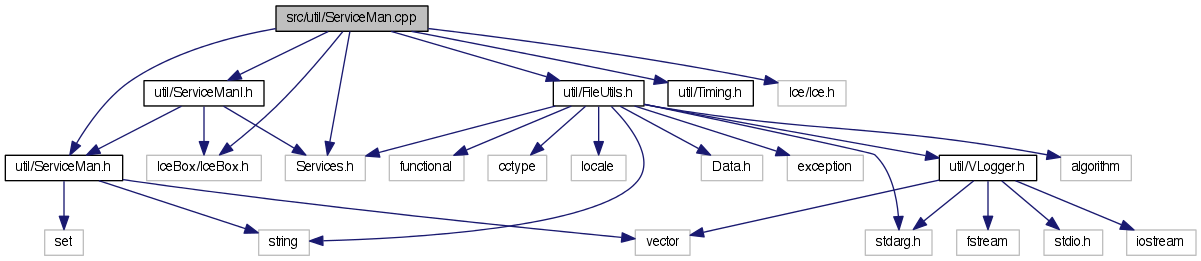 src/util/ServiceMan.cpp
util/ServiceManI.h
util/FileUtils.h
util/Timing.h
Ice/Ice.h
util/ServiceMan.h
IceBox/IceBox.h
Services.h
functional
cctype
locale
Data.h
exception
util/VLogger.h
algorithm
set
string
vector
stdarg.h
fstream
stdio.h
iostream